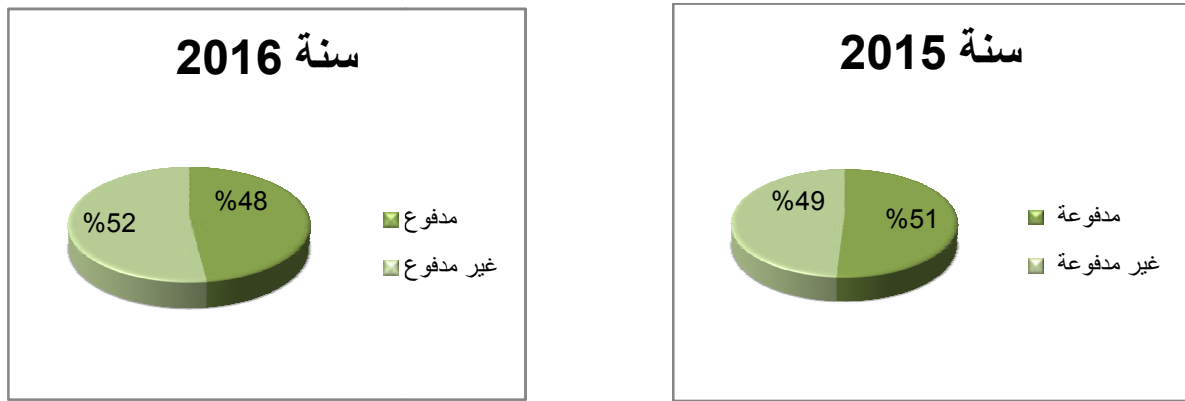 سنة 2015
%49
%51
مدفوعة
غير مدفوعة
سنة 2016
%52
%48
مدفوع
غير مدفوع